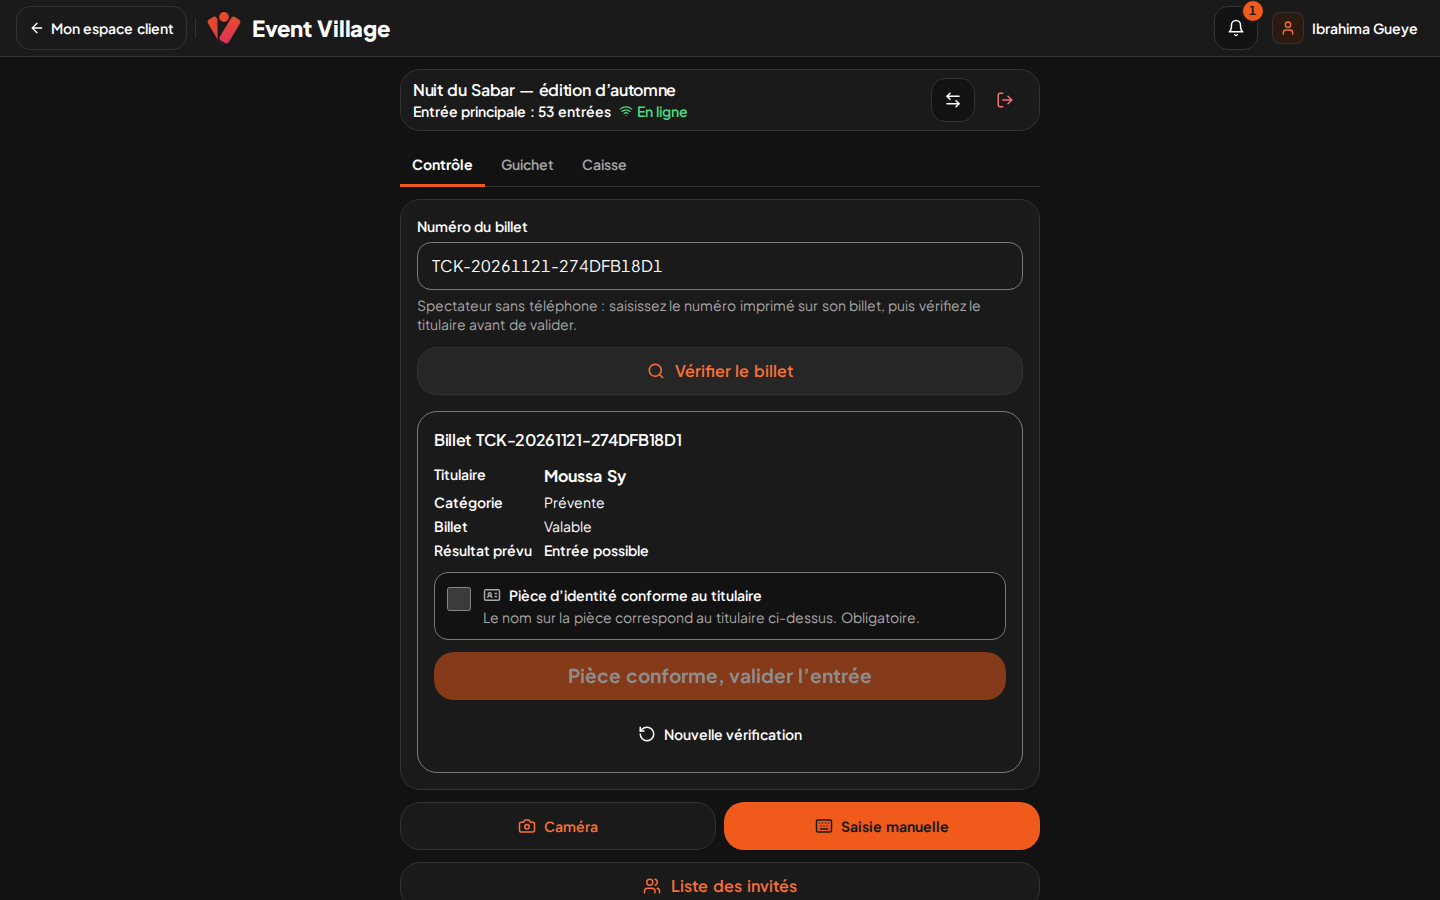 Mon espace client
Event Village
1
Ibrahima Gueye
Nuit du Sabar — édition d’automne
Entrée principale : 53 entrées En ligne
Contrôle Guichet Caisse
Numéro du billet
TCK-20261121-274DFB18D1
Spectateur sans téléphone : saisissez le numéro imprimé sur son billet, puis vérifiez le
titulaire avant de valider.
Vérifier le billet
Billet TCK-20261121-274DFB18D1
Titulaire Moussa Sy
Catégorie Prévente
Billet Valable
Résultat prévu Entrée possible
Pièce d’identité conforme au titulaire
Le nom sur la pièce correspond au titulaire ci-dessus. Obligatoire.
Pièce conforme, valider l’entrée
Nouvelle vérification
Caméra
Saisie manuelle
Liste des invités